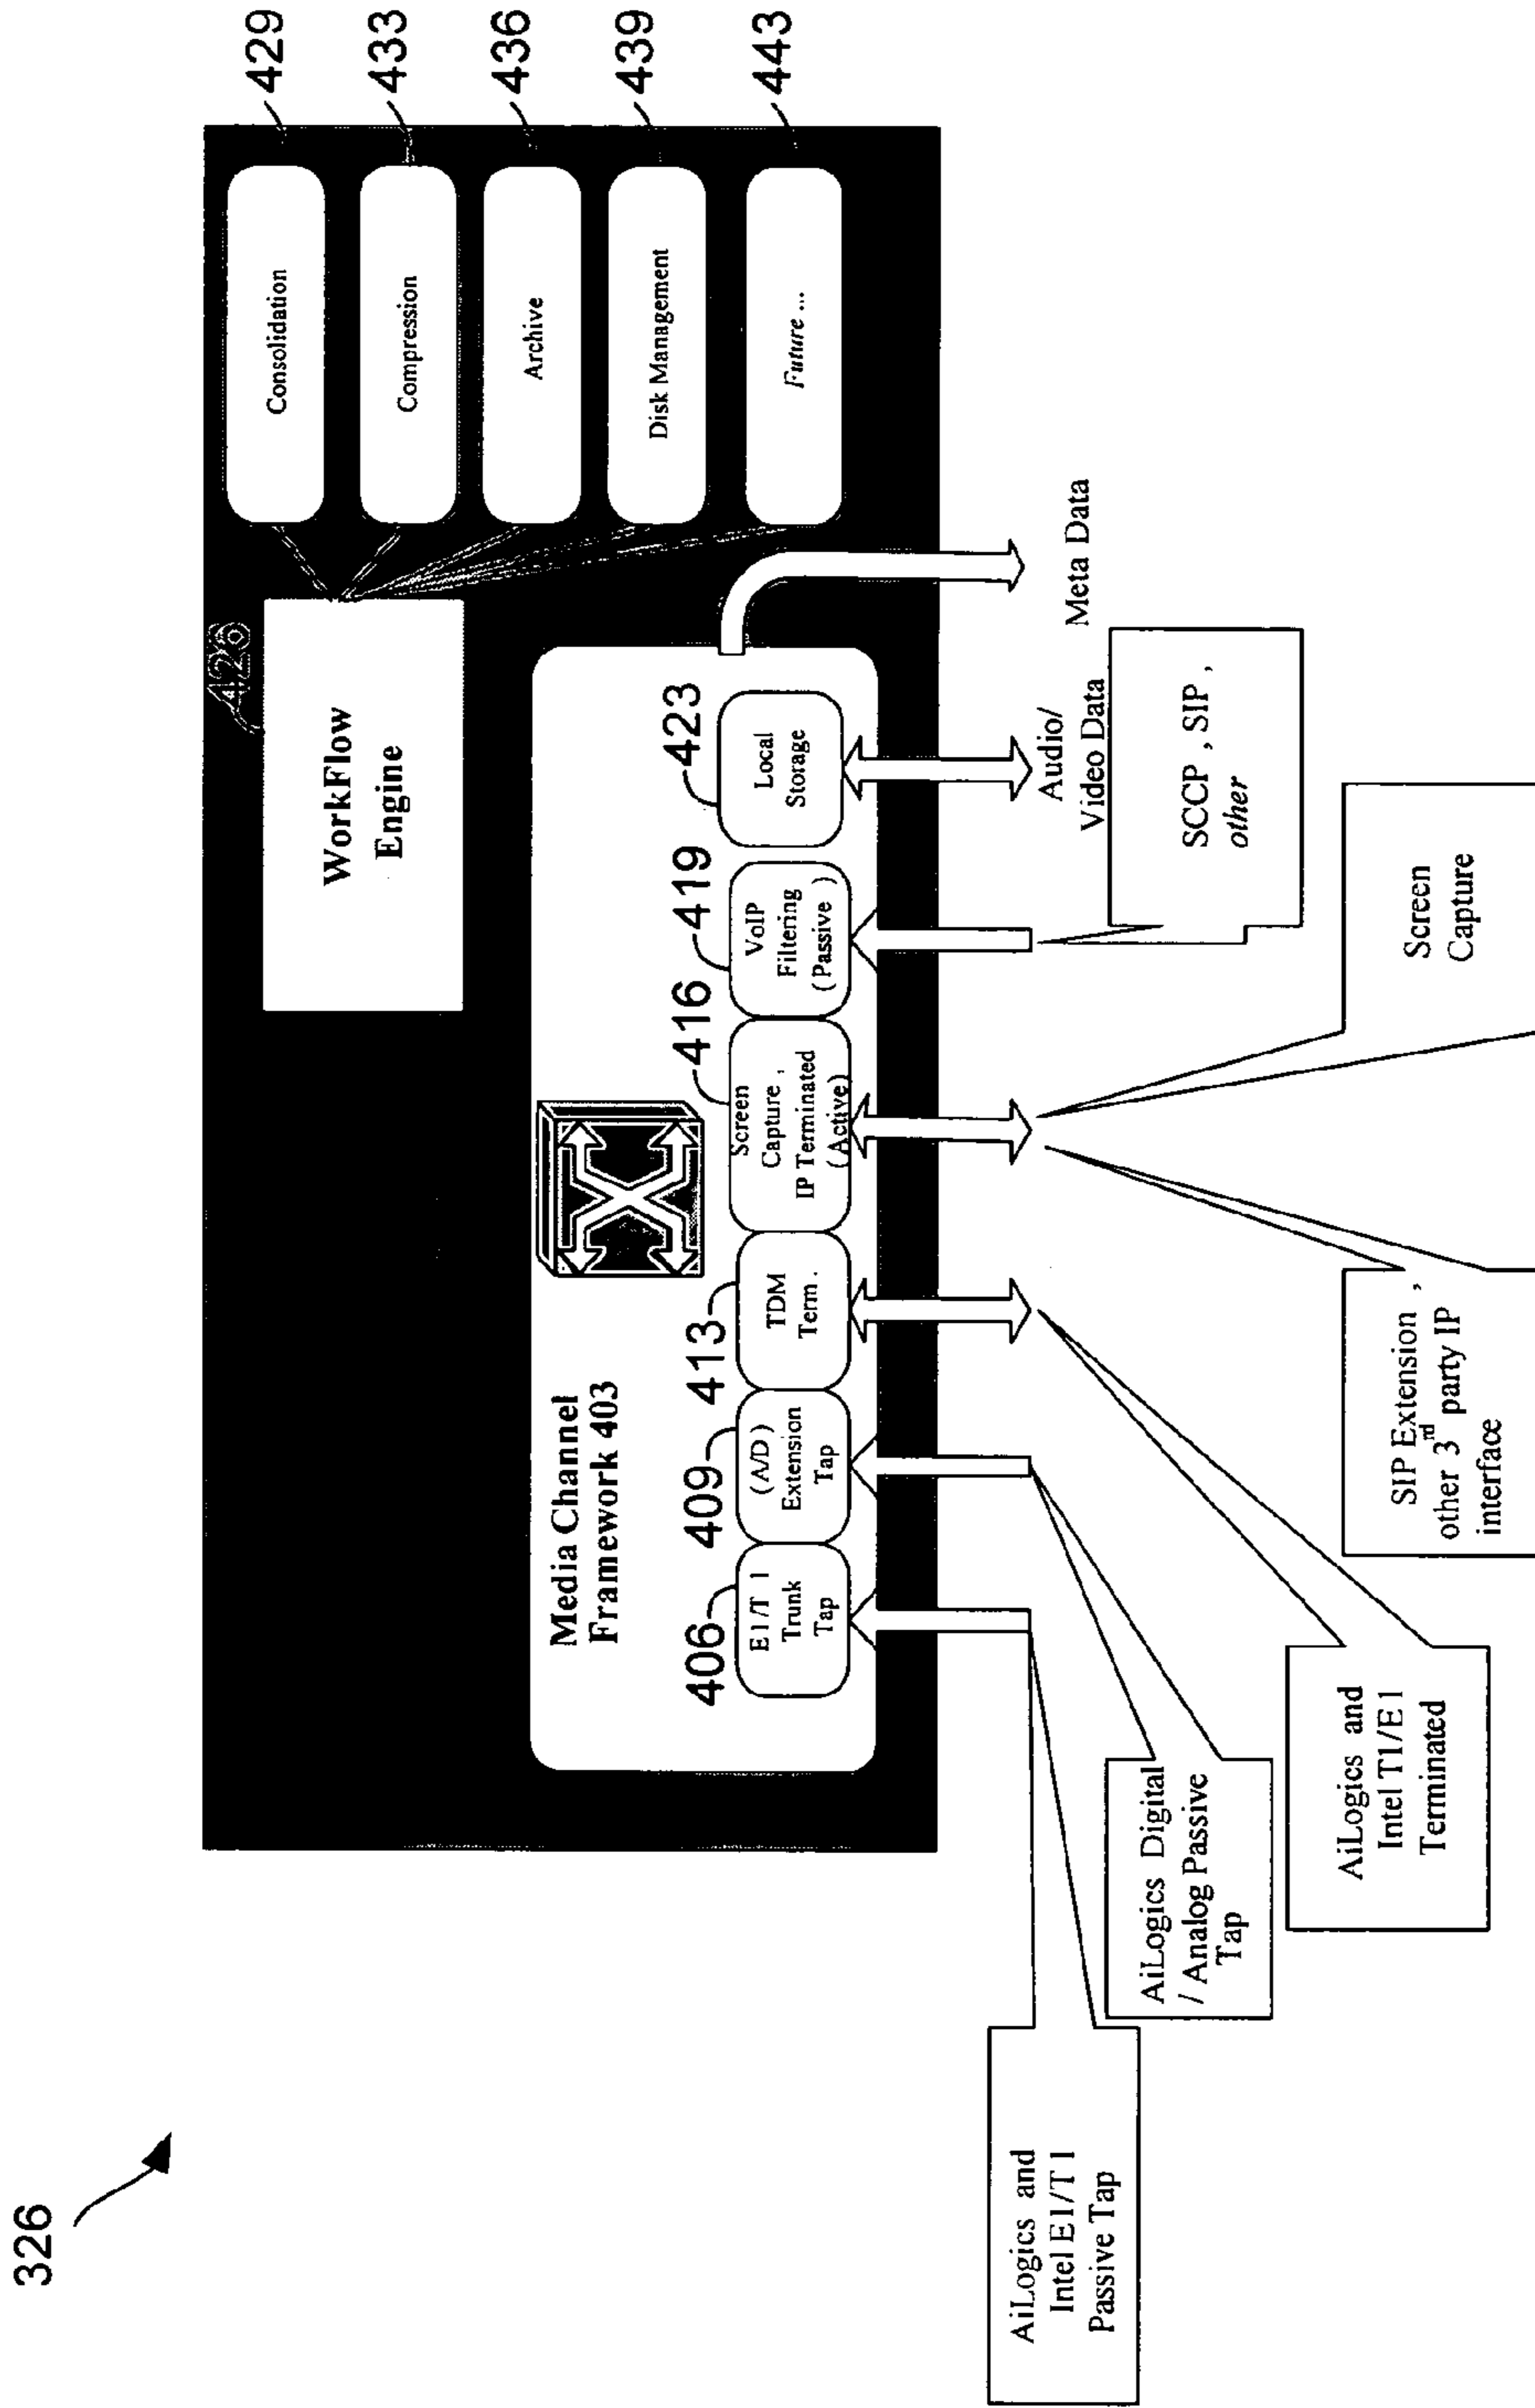 326
426
WorkFlow
Engine
Consolidation
429
Compression
433
Archive
436
Disk Management
439
Future ...
443
Media Channel
Framework 403
406
E1/T1
Trunk
Tap
409
(A/D)
Extension
Tap
413
TDM
Term.
416
Screen
Capture,
IP Terminated
(Active)
419
VoIP
Filtering
(Passive)
423
Local
Storage
Audio/
Video Data
Meta Data
AiLogics and
Intel E1/T1
Passive Tap
AiLogics Digital
/ Analog Passive
Tap
AiLogics and
Intel T1/E1
Terminated
SIP Extension,
other 3rd party IP
interface
Screen
Capture
SCCP, SIP,
other